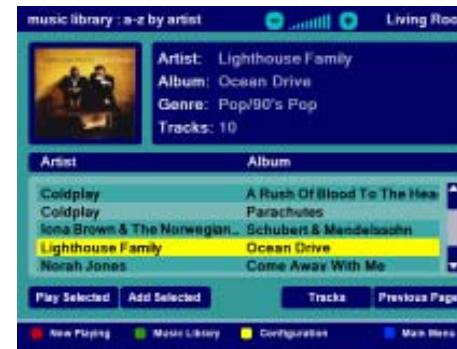 music library : a-z by artist Living Roo
Artist: Lighthouse Family
Album: Ocean Drive
Genre: Pop/90's Pop
Tracks: 10
Artist Album
Coldplay A Rush Of Blood To The Hea
Coldplay Parachutes
Iona Brown & The Norwegian... Schubert & Mendelssohn
Lighthouse Family Ocean Drive
Norah Jones Come Away With Me
Play Selected Add Selected Tracks Previous Page
Now Playing Music Library Configuration Main Menu